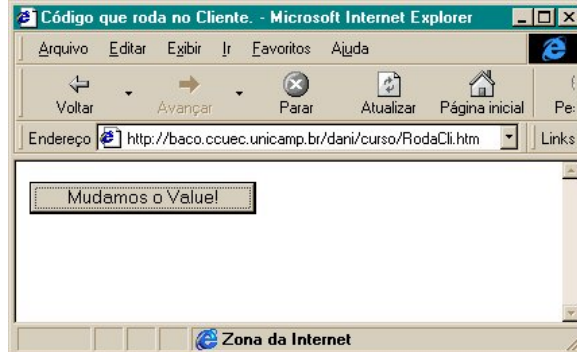 Código que roda no Cliente. - Microsoft Internet Explorer
Arquivo Editar Exibir Ir Favoritos Ajuda
Voltar Avançar Parar Atualizar Página inicial
Endereço http://baco.ccuec.unicamp.br/dani/curso/RodaCli.htm Links
Mudamos o Value!
Zona da Internet